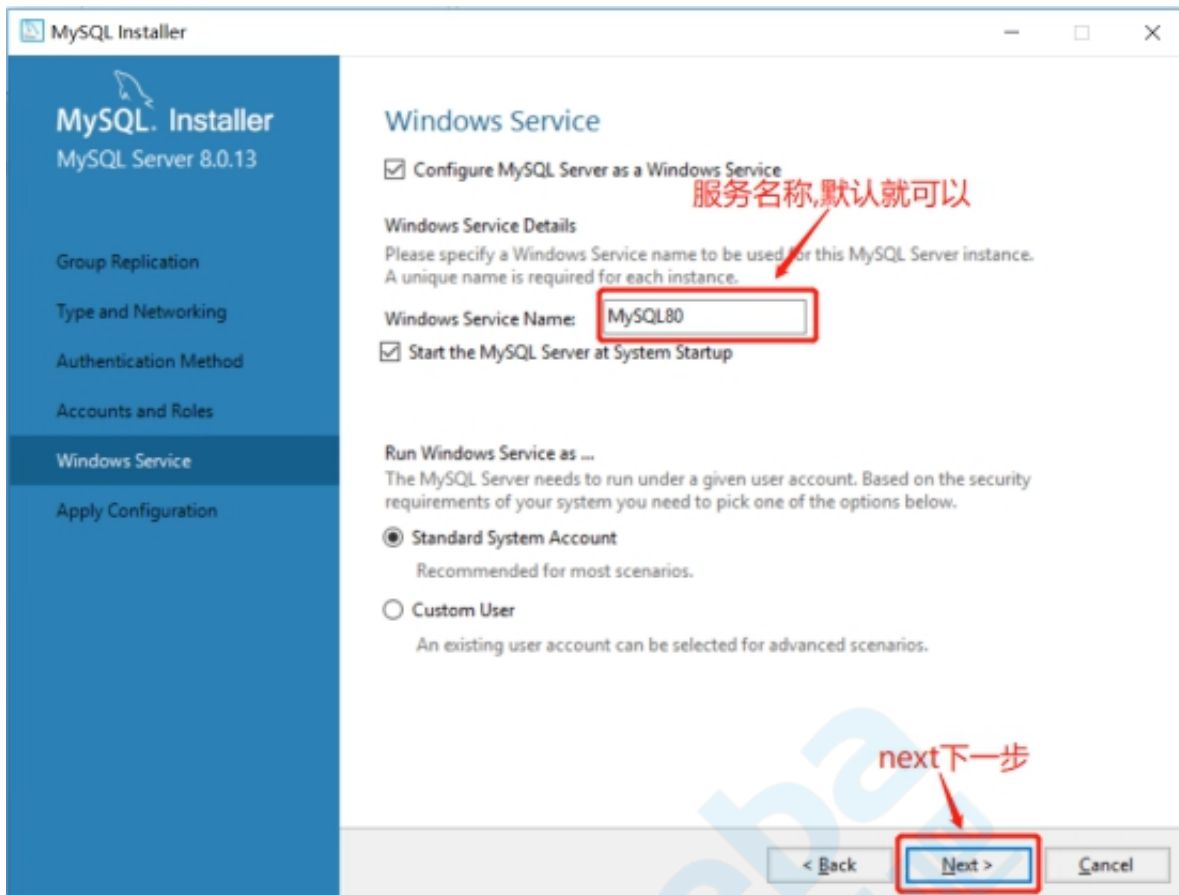 MySQL Installer
MySQL. Installer
MySQL Server 8.0.13
Group Replication
Type and Networking
Authentication Method
Accounts and Roles
Windows Service
Apply Configuration
Windows Service
Configure MySQL Server as a Windows Service
服务名称,默认就可以
Windows Service Details
Please specify a Windows Service name to be used for this MySQL Server instance.
A unique name is required for each instance.
Windows Service Name: MySQL80
Start the MySQL Server at System Startup
Run Windows Service as ...
The MySQL Server needs to run under a given user account. Based on the security
requirements of your system you need to pick one of the options below.
Standard System Account
Recommended for most scenarios.
Custom User
An existing user account can be selected for advanced scenarios.
next下一步
< Back Next > Cancel